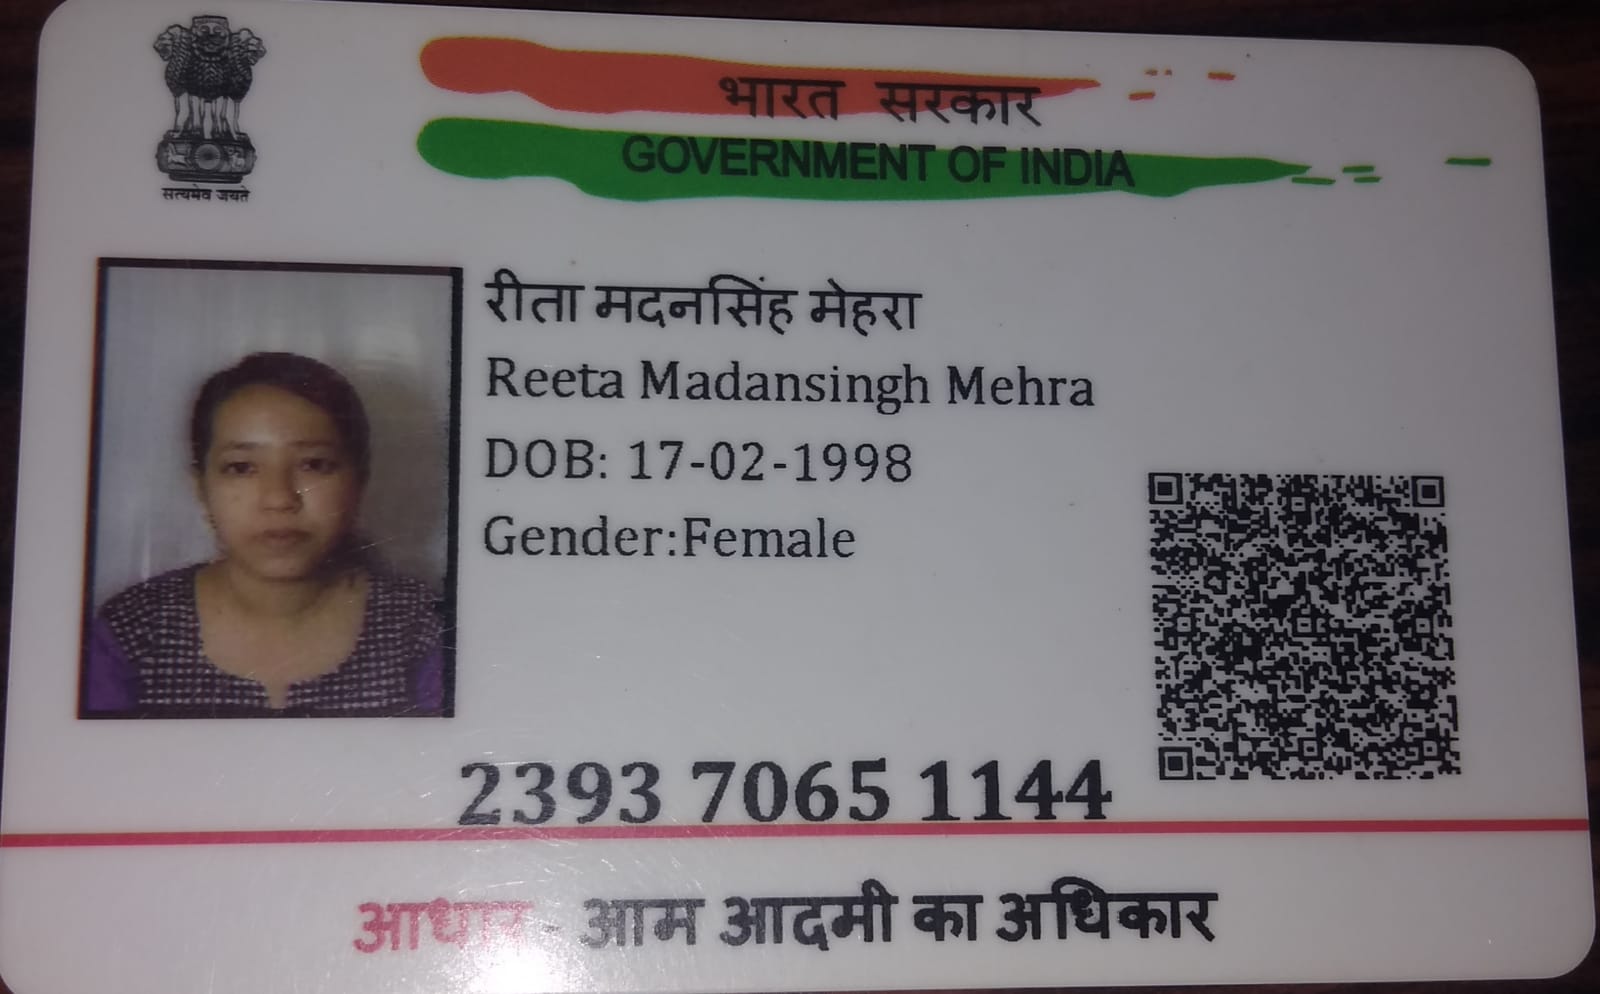 सत्यमेव जयते
भारत सरकार
GOVERNMENT OF INDIA
रीता मदनसिंह मेहरा
Reeta Madansingh Mehra
DOB: 17-02-1998
Gender:Female
2393 7065 1144
आधार - आम आदमी का अधिकार